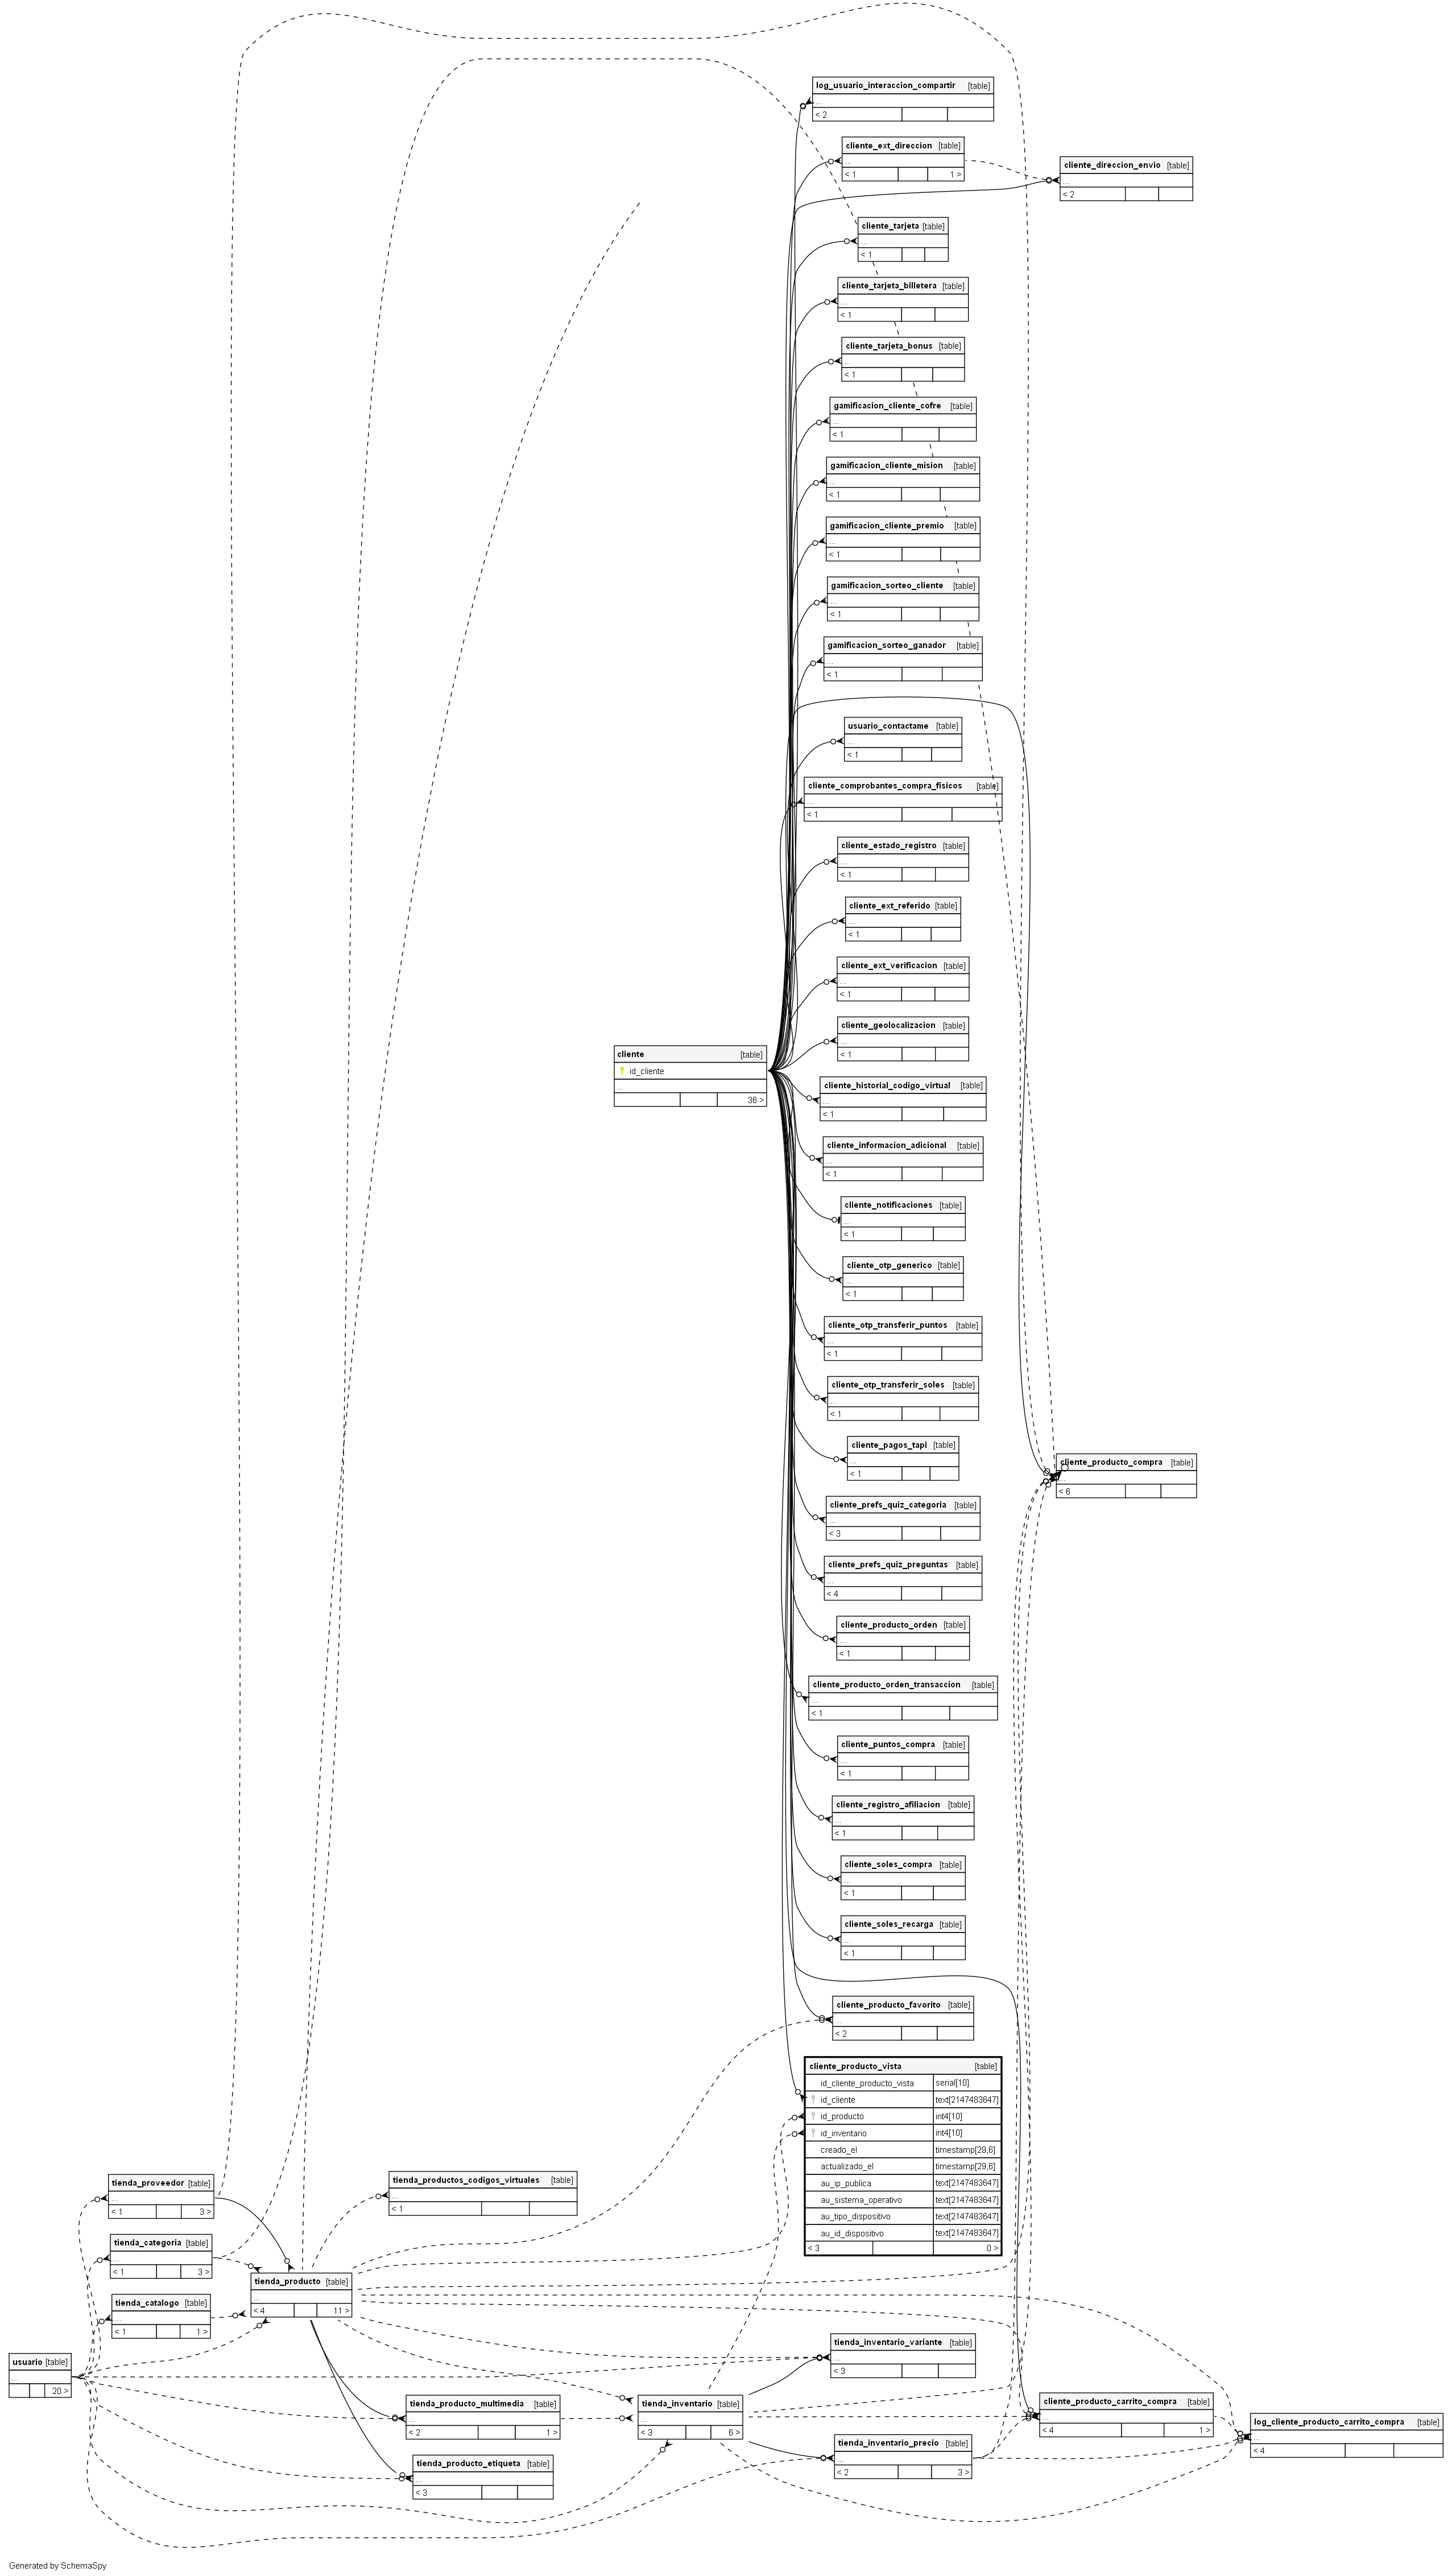 log_usuario_interaccion_compartir [table]
...
< 2
cliente_ext_direccion [table]
...
< 1 1 >
cliente_direccion_envio [table]
...
< 2
cliente_tarjeta [table]
...
< 1
cliente_tarjeta_billetera [table]
...
< 1
cliente_tarjeta_bonus [table]
...
< 1
gamificacion_cliente_cofre [table]
...
< 1
gamificacion_cliente_mision [table]
...
< 1
gamificacion_cliente_premio [table]
...
< 1
gamificacion_sorteo_cliente [table]
...
< 1
gamificacion_sorteo_ganador [table]
...
< 1
usuario_contactame [table]
...
< 1
cliente_comprobantes_compra_fisicos [table]
...
< 1
cliente_estado_registro [table]
...
< 1
cliente_ext_referido [table]
...
< 1
cliente_ext_verificacion [table]
...
< 1
cliente_geolocalizacion [table]
...
< 1
cliente [table]
id_cliente
...
36 >
cliente_historial_codigo_virtual [table]
...
< 1
cliente_informacion_adicional [table]
...
< 1
cliente_notificaciones [table]
...
< 1
cliente_otp_generico [table]
...
< 1
cliente_otp_transferir_puntos [table]
...
< 1
cliente_otp_transferir_soles [table]
...
< 1
cliente_pagos_tapi [table]
...
< 1
cliente_producto_compra [table]
...
< 6
cliente_prefs_quiz_categoria [table]
...
< 3
cliente_prefs_quiz_preguntas [table]
...
< 4
cliente_producto_orden [table]
...
< 1
cliente_producto_orden_transaccion [table]
...
< 1
cliente_puntos_compra [table]
...
< 1
cliente_registro_afiliacion [table]
...
< 1
cliente_soles_compra [table]
...
< 1
cliente_soles_recarga [table]
...
< 1
cliente_producto_favorito [table]
...
< 2
cliente_producto_vista [table]
id_cliente_producto_vista serial[10]
id_cliente text[2147483647]
id_producto int4[10]
id_inventario int4[10]
creado_el timestamp[29,6]
actualizado_el timestamp[29,6]
au_ip_publica text[2147483647]
au_sistema_operativo text[2147483647]
au_tipo_dispositivo text[2147483647]
au_id_dispositivo text[2147483647]
< 3 0 >
tienda_proveedor [table]
...
< 1 3 >
tienda_productos_codigos_virtuales [table]
...
< 1
tienda_categoria [table]
...
< 1 3 >
tienda_producto [table]
...
< 4 11 >
tienda_catalogo [table]
...
< 1 1 >
usuario [table]
...
20 >
tienda_inventario_variante [table]
...
< 3
tienda_producto_multimedia [table]
...
< 2 1 >
tienda_inventario [table]
...
< 3 6 >
cliente_producto_carrito_compra [table]
...
< 4 1 >
log_cliente_producto_carrito_compra [table]
...
< 4
tienda_inventario_precio [table]
...
< 2 3 >
tienda_producto_etiqueta [table]
...
< 3
Generated by SchemaSpy